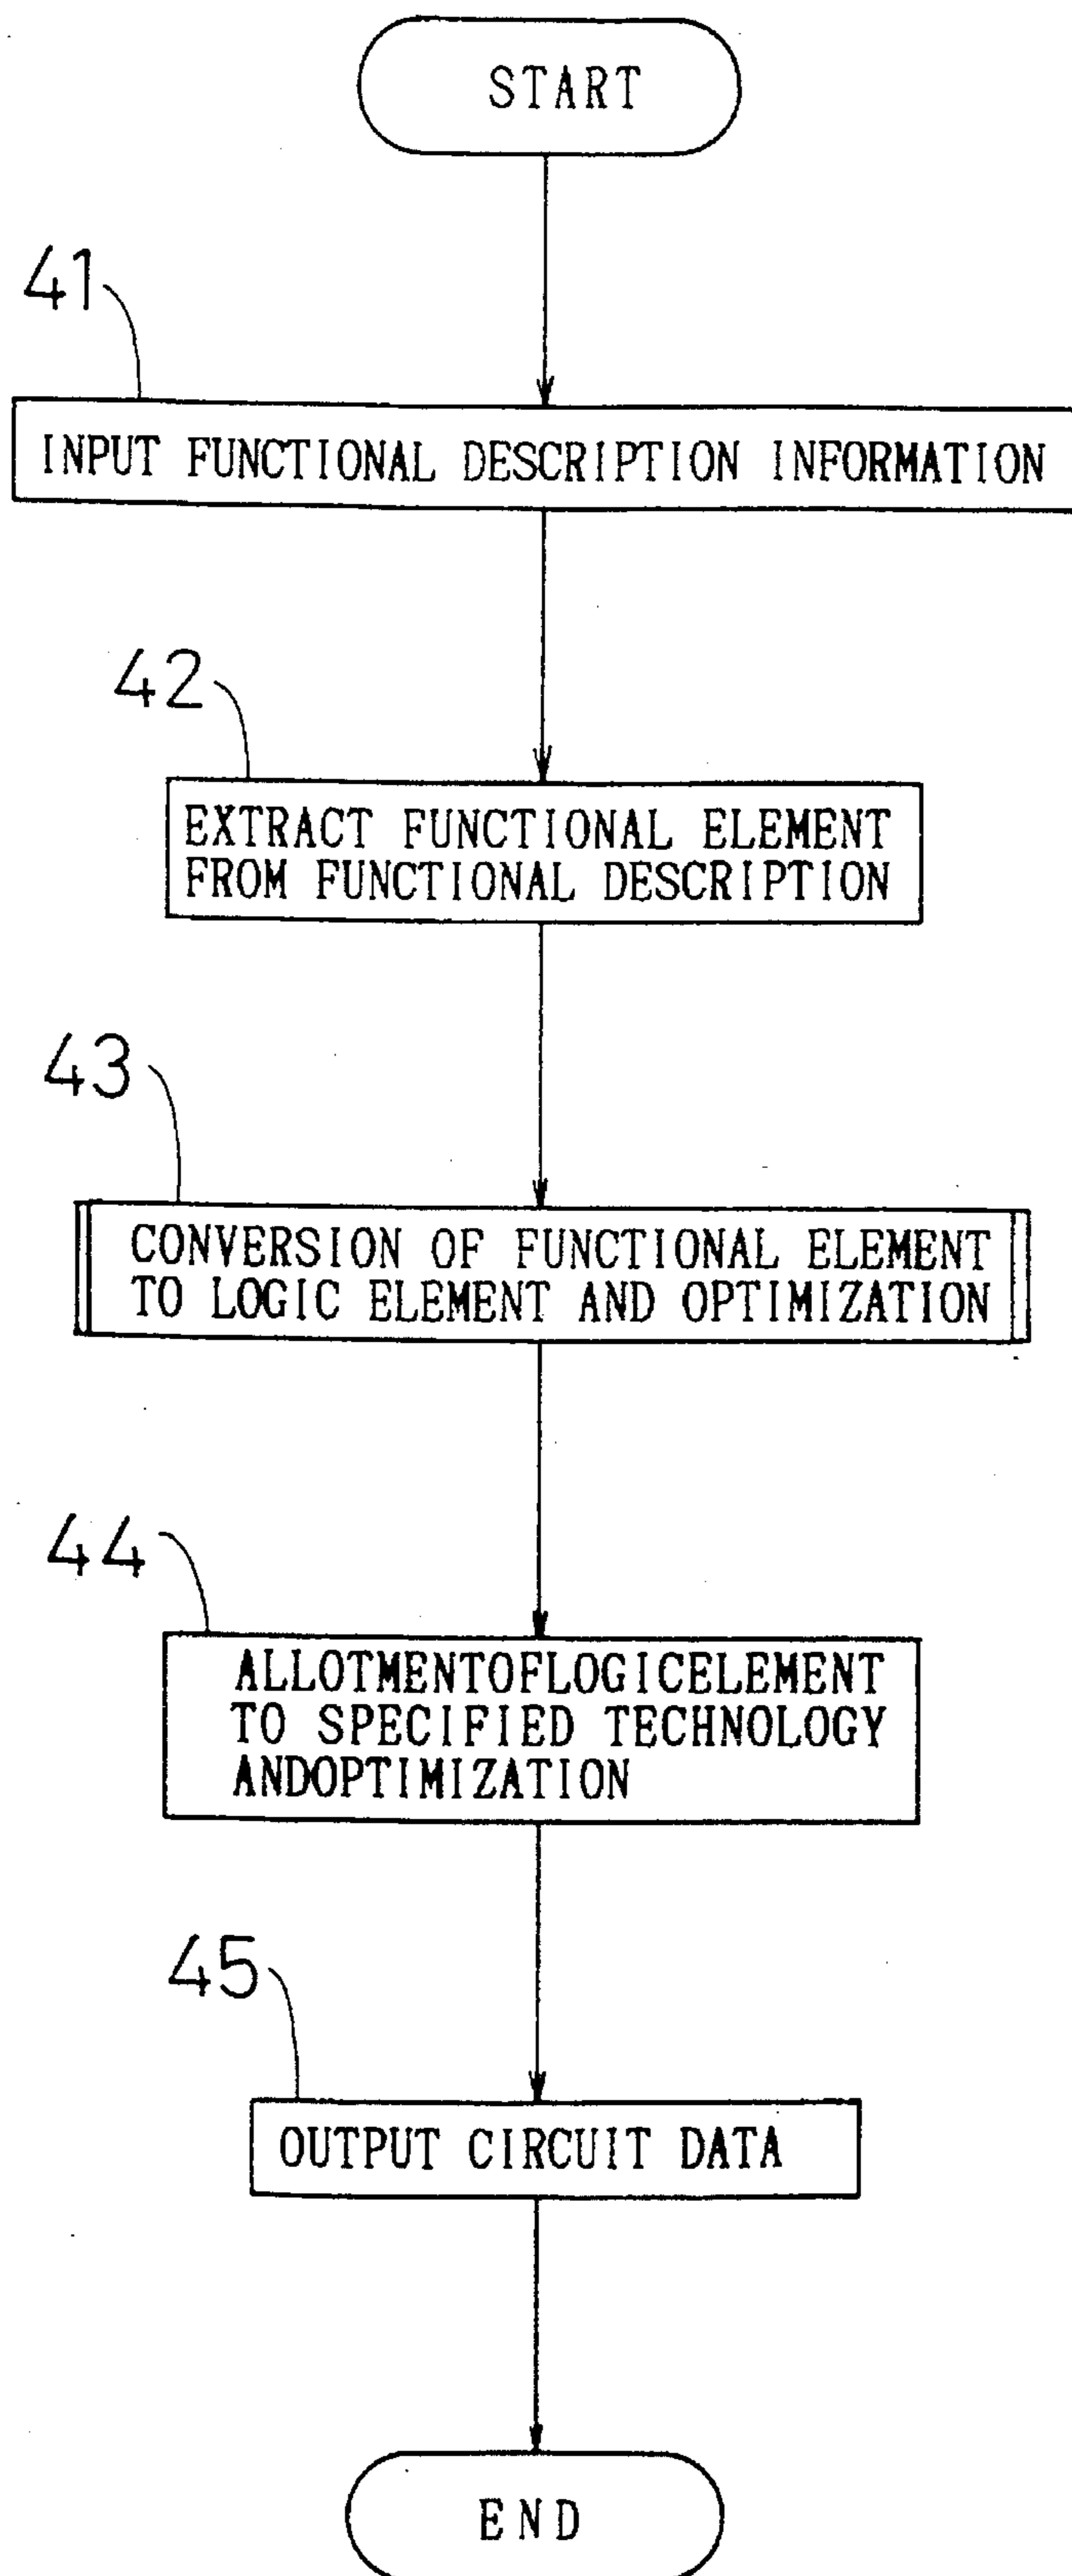 START
41
INPUT FUNCTIONAL DESCRIPTION INFORMATION
42
EXTRACT FUNCTIONAL ELEMENT
FROM FUNCTIONAL DESCRIPTION
43
CONVERSION OF FUNCTIONAL ELEMENT
TO LOGIC ELEMENT AND OPTIMIZATION
44
ALLOTMENTOFLOGICELEMENT
TO SPECIFIED TECHNOLOGY
ANDOPTIMIZATION
45
OUTPUT CIRCUIT DATA
END